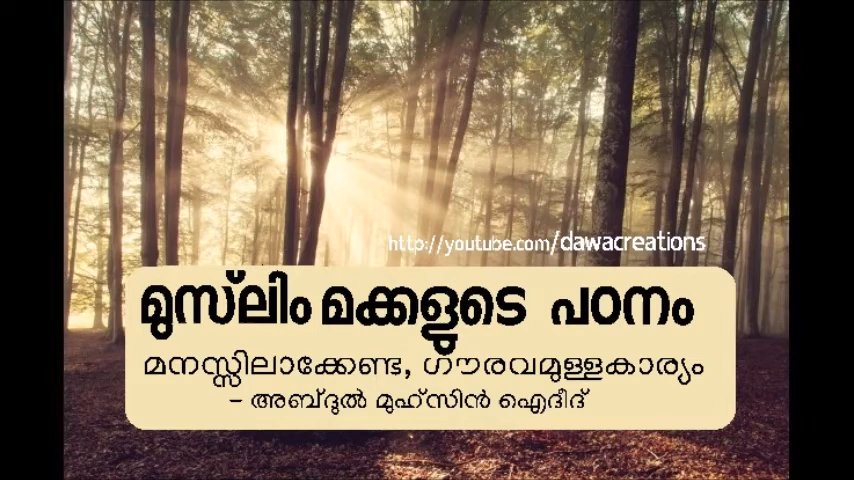 http://youtube.com/dawacreations
മുസ്‌ലിം മക്കളുടെ പഠനം
മനസ്സിലാക്കേണ്ട, ഗൗരവമുള്ളകാര്യം
- അബ്ദുൽ മുഹ്സിൻ ഐദീദ്